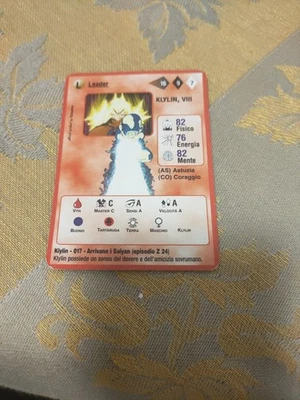 L Leader
KLYLIN, VIII
82
Fisico
76
Energia
82
Mente
(AS) Astuzia
(CO) Coraggio
C A A
Vita Master C Sensi A Velocità A
Buono Tartaruga Terra Maschio Klylin
Klylin - 017 - Arrivano i Saiyan (episodio Z 24)
Klylin possiede un senso del dovere e dell'amicizia sovrumano.